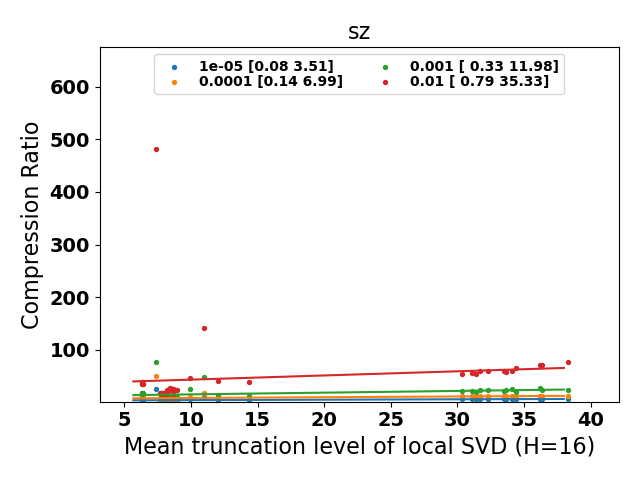 sz
1e-05 [0.08 3.51]
0.0001 [0.14 6.99]
0.001 [ 0.33 11.98]
0.01 [ 0.79 35.33]
Compression Ratio
600
500
400
300
200
100
5 10 15 20 25 30 35 40
Mean truncation level of local SVD (H=16)